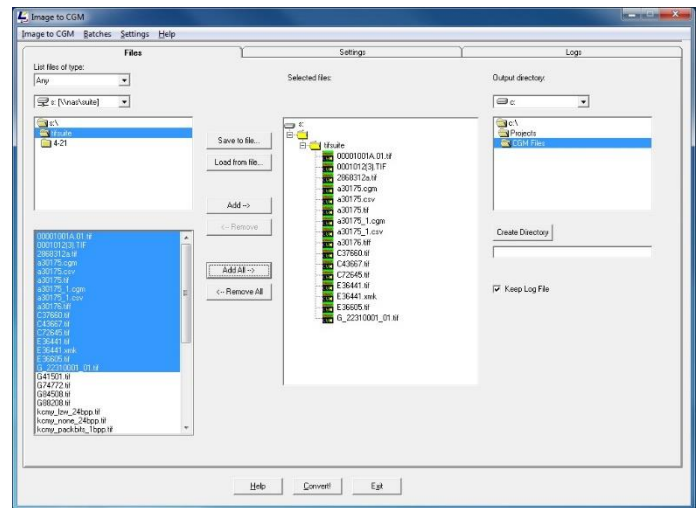 Image to CGM
Image to CGM Batches Settings Help
Files Settings Logs
List files of type:
Any
s: [\\nas\suite]
s:\
tifsuite
4-21
00001001A.01.tif
0001012(3).TIF
2868312a.tif
a30175.cgm
a30175.csv
a30175.tif
a30175_1.cgm
a30175_1.csv
a30176.tiff
C37660.tif
C43667.tif
C72645.tif
E36441.tif
E36441.xmk
E36605.tif
G_22310001_01.tif
G41501.tif
G74772.tif
G84508.tif
G88208.tif
kcmy_lzw_24bpp.tif
kcmy_none_24bpp.tif
kcmy_packbits_1bpp.tif
Save to file...
Load from file...
Add -->
<-- Remove
Add All -->
<-- Remove All
Selected files:
s:
tifsuite
00001001A.01.tif
0001012(3).TIF
2868312a.tif
a30175.cgm
a30175.csv
a30175.tif
a30175_1.cgm
a30175_1.csv
a30176.tiff
C37660.tif
C43667.tif
C72645.tif
E36441.tif
E36441.xmk
E36605.tif
G_22310001_01.tif
Output directory:
c:
c:\
Projects
CGM Files
Create Directory
Keep Log File
Help Convert! Exit